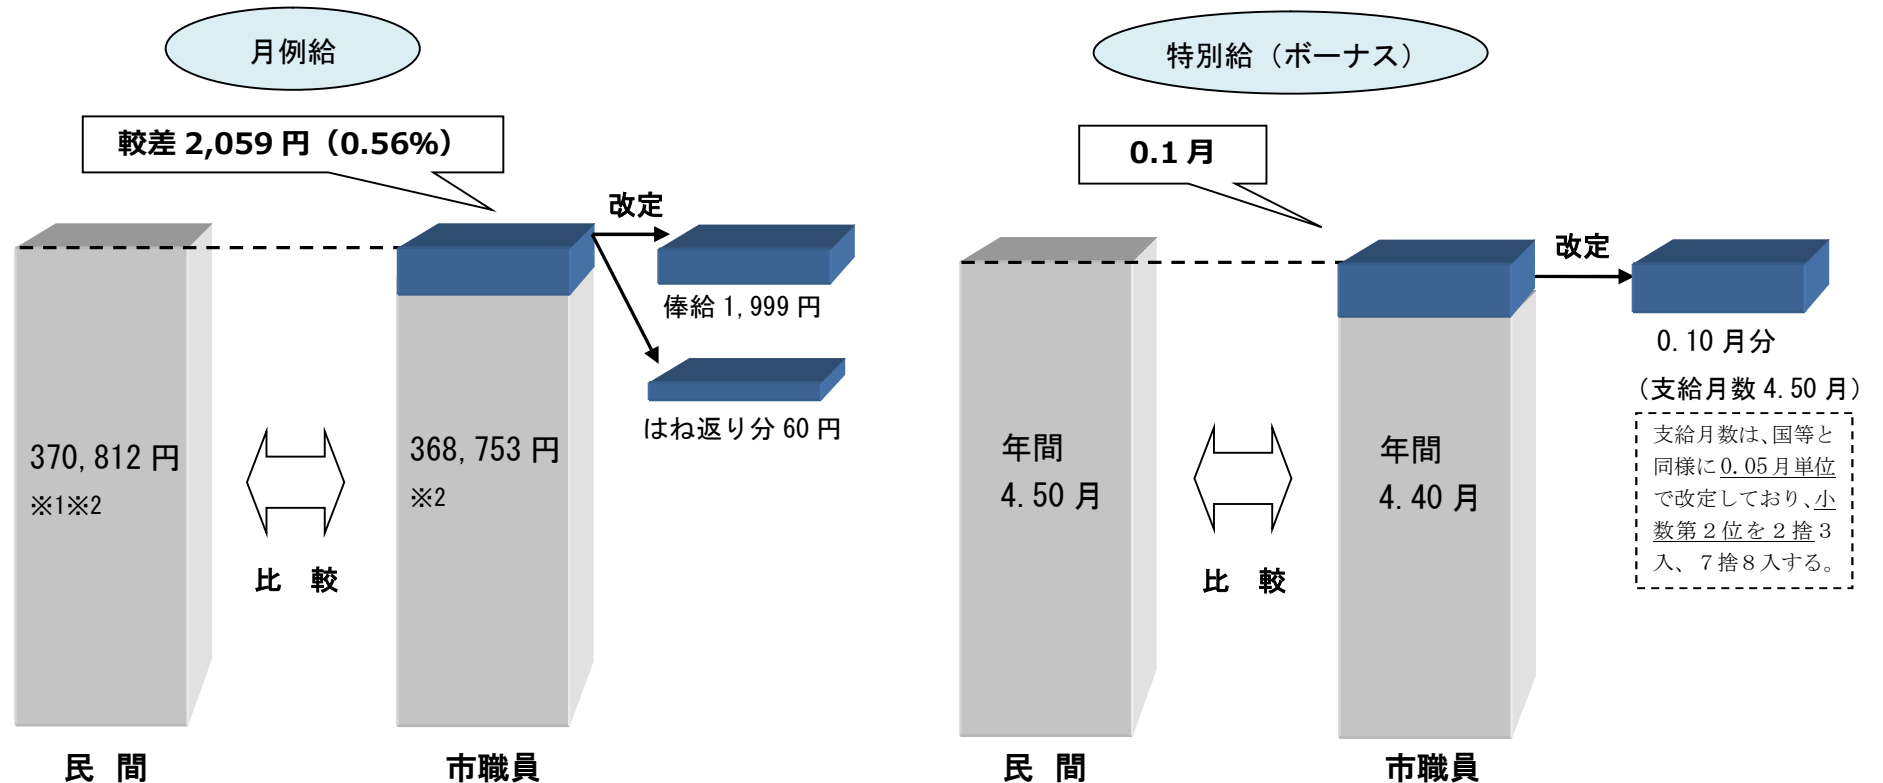 月例給
較差 2,059 円（0.56%）
改定
俸給 1,999 円
はね返り分 60 円
370,812 円
※1※2
368,753 円
※2
比　較
民　間
市職員
特別給（ボーナス）
0.1 月
改定
0.10 月分
（支給月数 4.50 月）
支給月数は、国等と
同様に0.05月単位
で改定しており、小
数第２位を２捨３
入、７捨８入する。
年間
4.50 月
年間
4.40 月
比　較
民　間
市職員